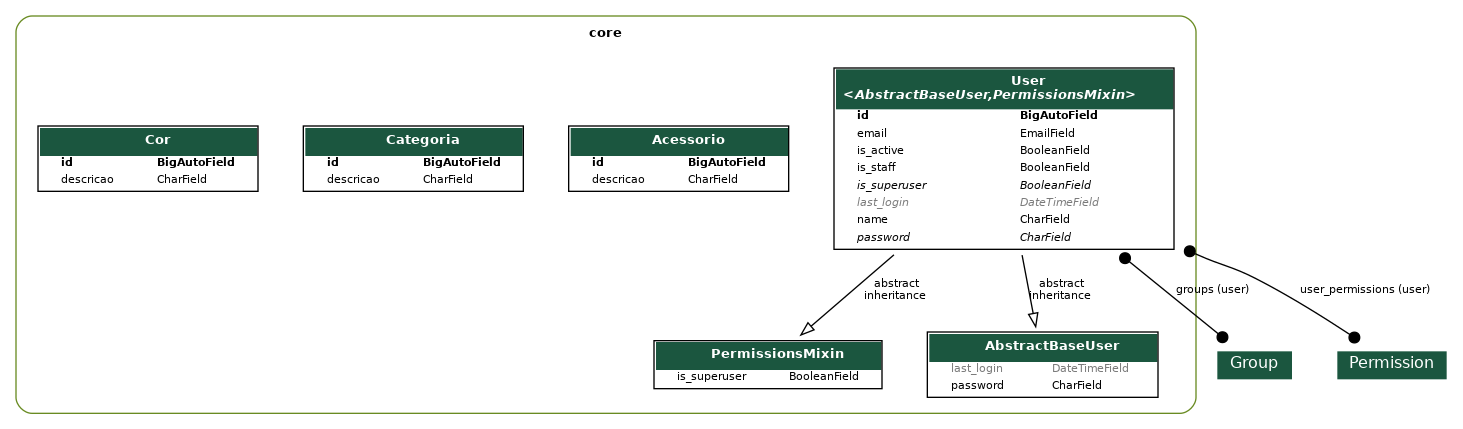 core
Cor
id BigAutoField
descricao CharField
Categoria
id BigAutoField
descricao CharField
Acessorio
id BigAutoField
descricao CharField
User
<AbstractBaseUser,PermissionsMixin>
id BigAutoField
email EmailField
is_active BooleanField
is_staff BooleanField
is_superuser BooleanField
last_login DateTimeField
name CharField
password CharField
abstract
inheritance
abstract
inheritance
groups (user)
user_permissions (user)
PermissionsMixin
is_superuser BooleanField
AbstractBaseUser
last_login DateTimeField
password CharField
Group
Permission